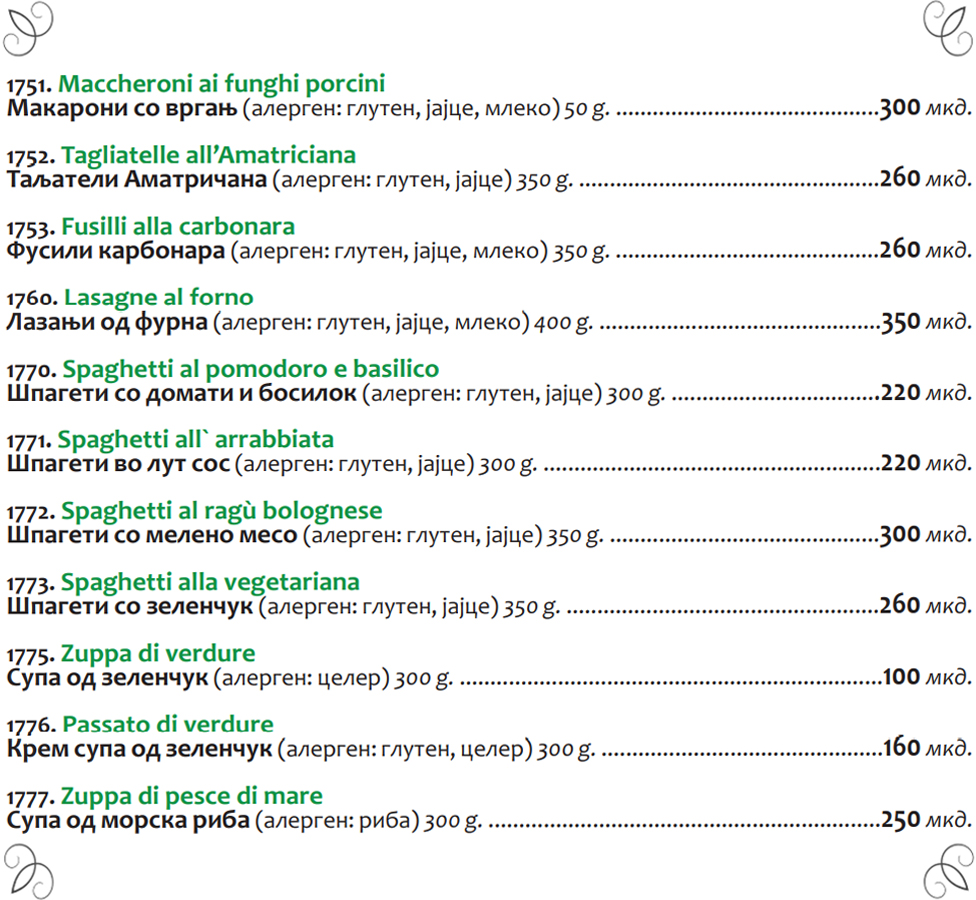 1751. Maccheroni ai funghi porcini
Макарони со вргањ (алерген: глутен, јајце, млеко) 50 g. ............................................300 мкд.
1752. Tagliatelle all’Amatriciana
Таљатели Аматричана (алерген: глутен, јајце) 350 g. ..................................................260 мкд.
1753. Fusilli alla carbonara
Фусили карбонара (алерген: глутен, јајце, млеко) 350 g. ............................................260 мкд.
1760. Lasagne al forno
Лазањи од фурна (алерген: глутен, јајце, млеко) 400 g. ...............................................350 мкд.
1770. Spaghetti al pomodoro e basilico
Шпагети со домати и босилок (алерген: глутен, јајце) 300 g. ...................................220 мкд.
1771. Spaghetti all` arrabbiata
Шпагети во лут сос (алерген: глутен, јајце) 300 g. ........................................................220 мкд.
1772. Spaghetti al ragù bolognese
Шпагети со мелено месо (алерген: глутен, јајце) 350 g. .............................................300 мкд.
1773. Spaghetti alla vegetariana
Шпагети со зеленчук (алерген: глутен, јајце) 350 g. ....................................................260 мкд.
1775. Zuppa di verdure
Супа од зеленчук (алерген: целер) 300 g. ......................................................................100 мкд.
1776. Passato di verdure
Крем супа од зеленчук (алерген: глутен, целер) 300 g. ...............................................160 мкд.
1777. Zuppa di pesce di mare
Супа од морска риба (алерген: риба) 300 g. .................................................................250 мкд.